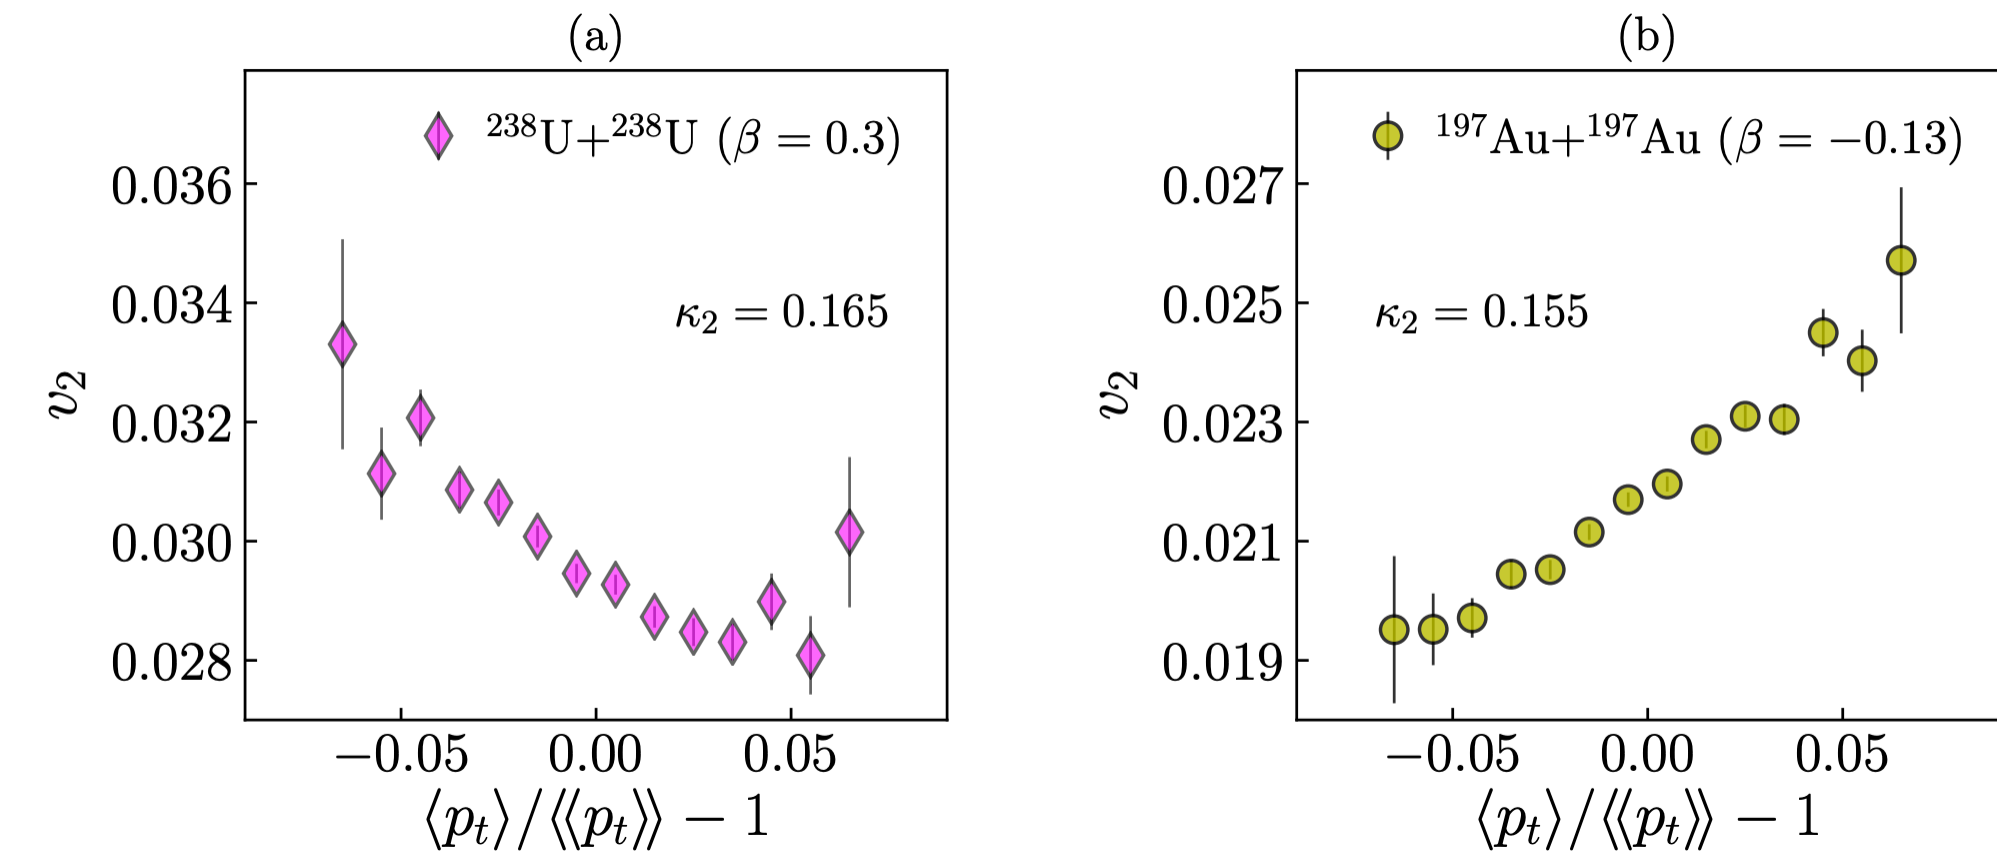 (a)
²³⁸U+²³⁸U (β = 0.3)
κ₂ = 0.165
v₂
0.036
0.034
0.032
0.030
0.028
−0.05 0.00 0.05
⟨pₜ⟩/⟨⟨pₜ⟩⟩ − 1
(b)
¹⁹⁷Au+¹⁹⁷Au (β = −0.13)
κ₂ = 0.155
v₂
0.027
0.025
0.023
0.021
0.019
−0.05 0.00 0.05
⟨pₜ⟩/⟨⟨pₜ⟩⟩ − 1